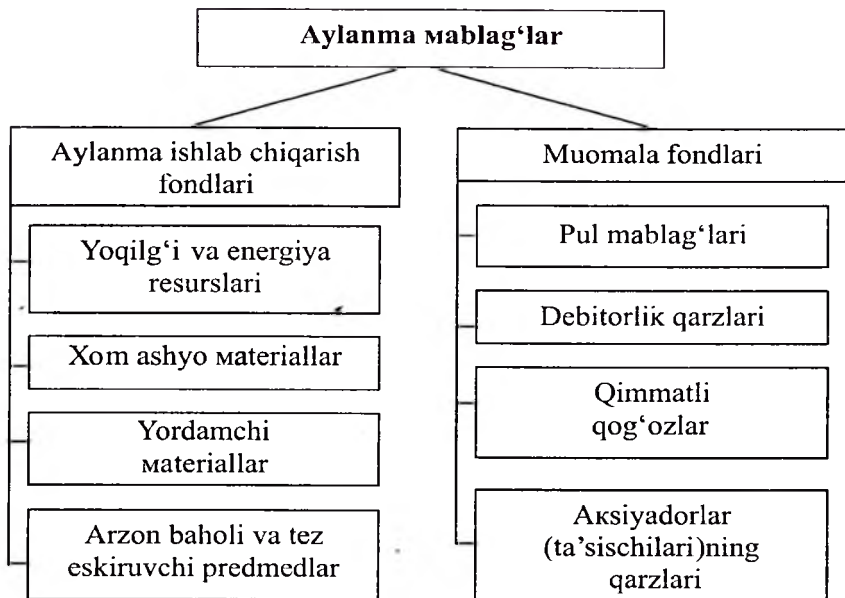 Aylanma mablag‘lar
Aylanma ishlab chiqarish
fondlari
Yoqilg‘i va energiya
resurslari
Xom ashyo materiallar
Yordamchi
materiallar
Arzon baholi va tez
eskiruvchi predmedlar
Muomala fondlari
Pul mablag‘lari
Debitorlik qarzlari
Qimmatli
qog‘ozlar
Aksiyadorlar
(ta’sischilari)ning
qarzlari